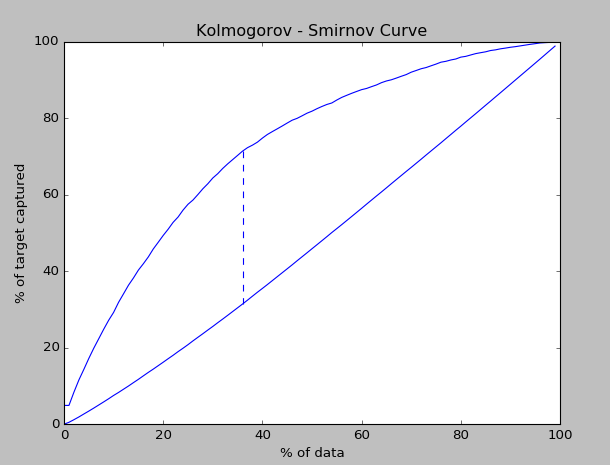 Kolmogorov - Smirnov Curve
100
80
60
40
20
0
% of target captured
0 20 40 60 80 100
% of data